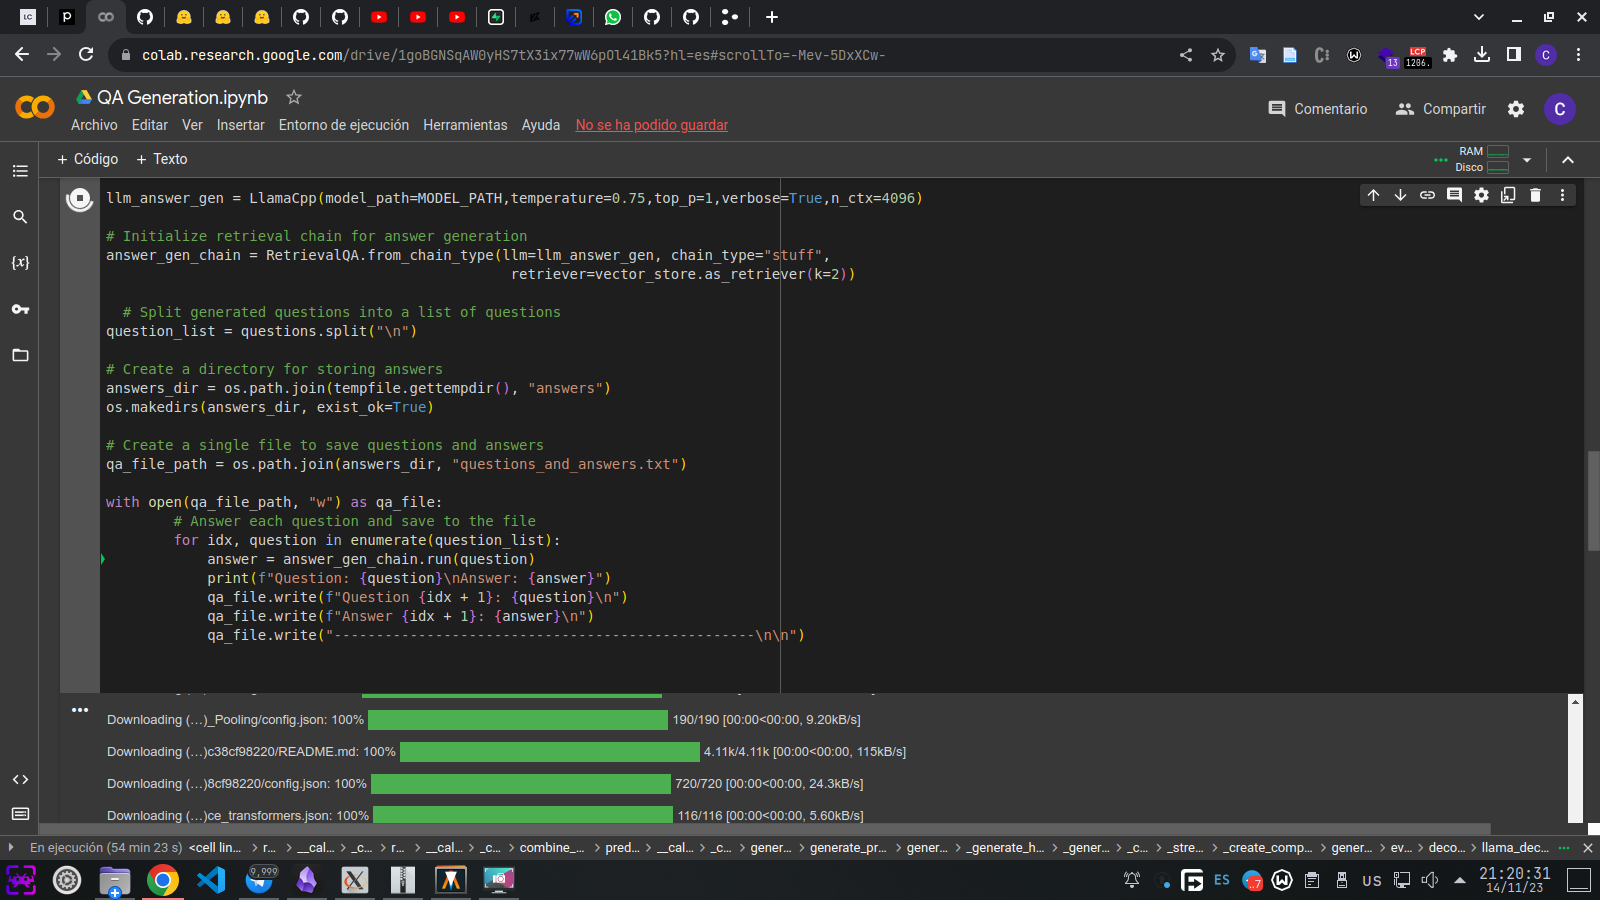 LC
p
colab.research.google.com/drive/1goBGNSqAW0yHS7tX3ix77wW6pOl41Bk5?hl=es#scrollTo=-Mev-5DxXCw-
LCP
13
1206.
C
QA Generation.ipynb
Archivo Editar Ver Insertar Entorno de ejecución Herramientas Ayuda No se ha podido guardar
Comentario
Compartir
C
+ Código + Texto
RAM
Disco
llm_answer_gen = LlamaCpp(model_path=MODEL_PATH,temperature=0.75,top_p=1,verbose=True,n_ctx=4096)
# Initialize retrieval chain for answer generation
answer_gen_chain = RetrievalQA.from_chain_type(llm=llm_answer_gen, chain_type="stuff",
retriever=vector_store.as_retriever(k=2))
# Split generated questions into a list of questions
question_list = questions.split("\n")
# Create a directory for storing answers
answers_dir = os.path.join(tempfile.gettempdir(), "answers")
os.makedirs(answers_dir, exist_ok=True)
# Create a single file to save questions and answers
qa_file_path = os.path.join(answers_dir, "questions_and_answers.txt")
with open(qa_file_path, "w") as qa_file:
# Answer each question and save to the file
for idx, question in enumerate(question_list):
answer = answer_gen_chain.run(question)
print(f"Question: {question}\nAnswer: {answer}")
qa_file.write(f"Question {idx + 1}: {question}\n")
qa_file.write(f"Answer {idx + 1}: {answer}\n")
qa_file.write("--------------------------------------------------\n\n")
Downloading (…)_Pooling/config.json: 100% 190/190 [00:00<00:00, 9.20kB/s]
Downloading (…)c38cf98220/README.md: 100% 4.11k/4.11k [00:00<00:00, 115kB/s]
Downloading (…)8cf98220/config.json: 100% 720/720 [00:00<00:00, 24.3kB/s]
Downloading (…)ce_transformers.json: 100% 116/116 [00:00<00:00, 5.60kB/s]
En ejecución (54 min 23 s) <cell lin… > r… > __cal… > _c… > r… > __cal… > _c… > combine_… > pred… > __cal… > _c… > gener… > generate_pr… > gener… > _generate_h… > _gener… > _c… > _stre… > _create_comp… > gener… > ev… > deco… > llama_dec…
9,999
ES
US
21:20:31
14/11/23